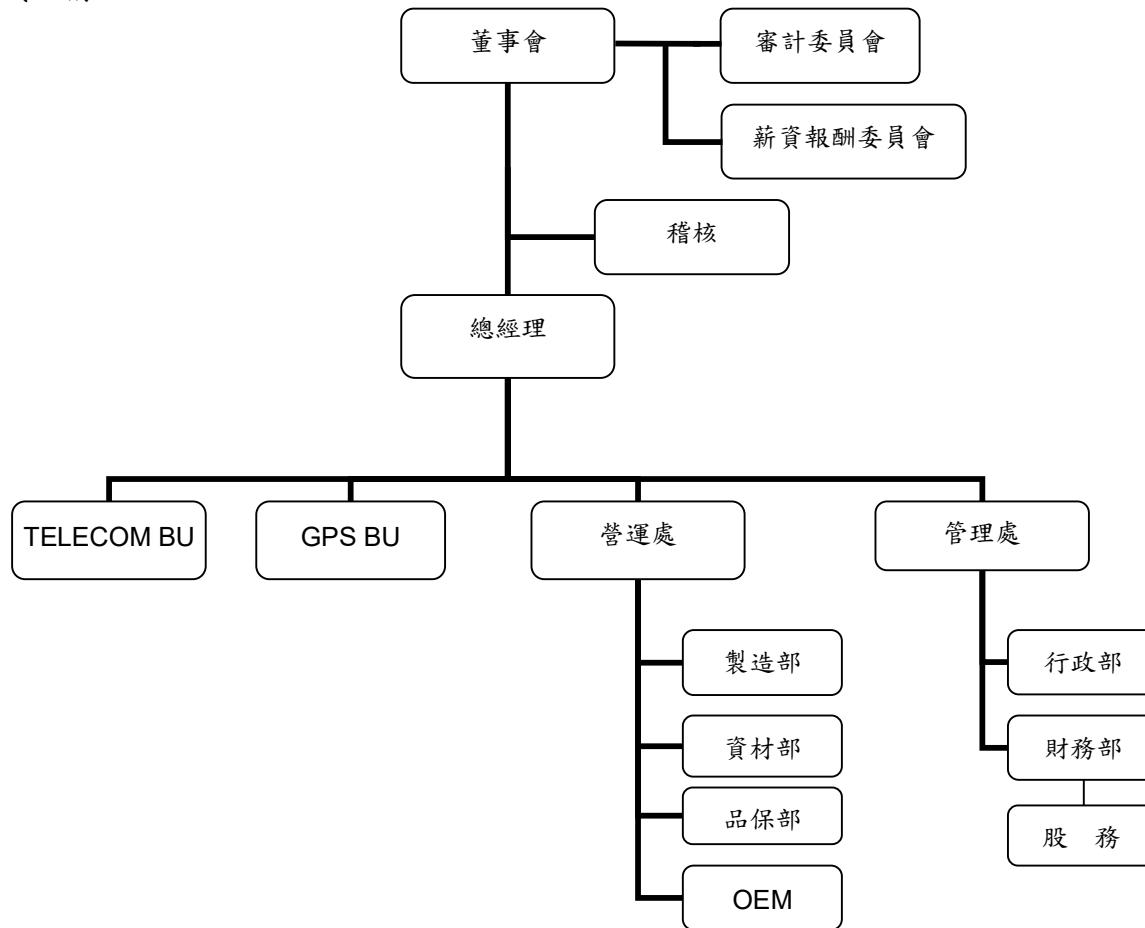 董事會
審計委員會
薪資報酬委員會
稽核
總經理
TELECOM BU
GPS BU
營運處
管理處
製造部
行政部
資材部
財務部
品保部
股 務
OEM